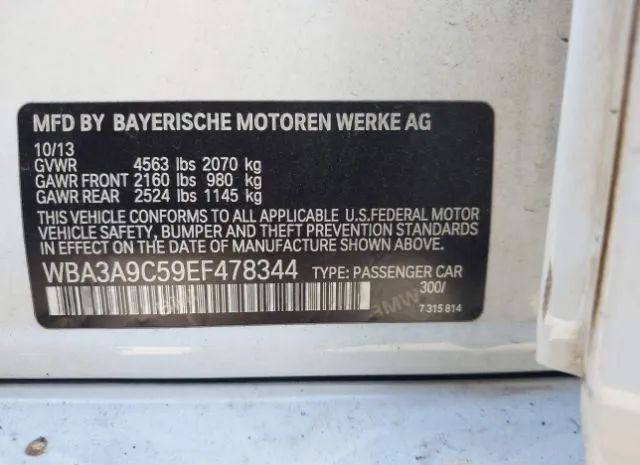 MFD BY BAYERISCHE MOTOREN WERKE AG
10/13
GVWR 4563 lbs 2070 kg
GAWR FRONT 2160 lbs 980 kg
GAWR REAR 2524 lbs 1145 kg
THIS VEHICLE CONFORMS TO ALL APPLICABLE U.S.FEDERAL MOTOR
VEHICLE SAFETY, BUMPER AND THEFT PREVENTION STANDARDS
IN EFFECT ON THE DATE OF MANUFACTURE SHOWN ABOVE.
WBA3A9C59EF478344 TYPE: PASSENGER CAR
300/
BMW
7 315 814